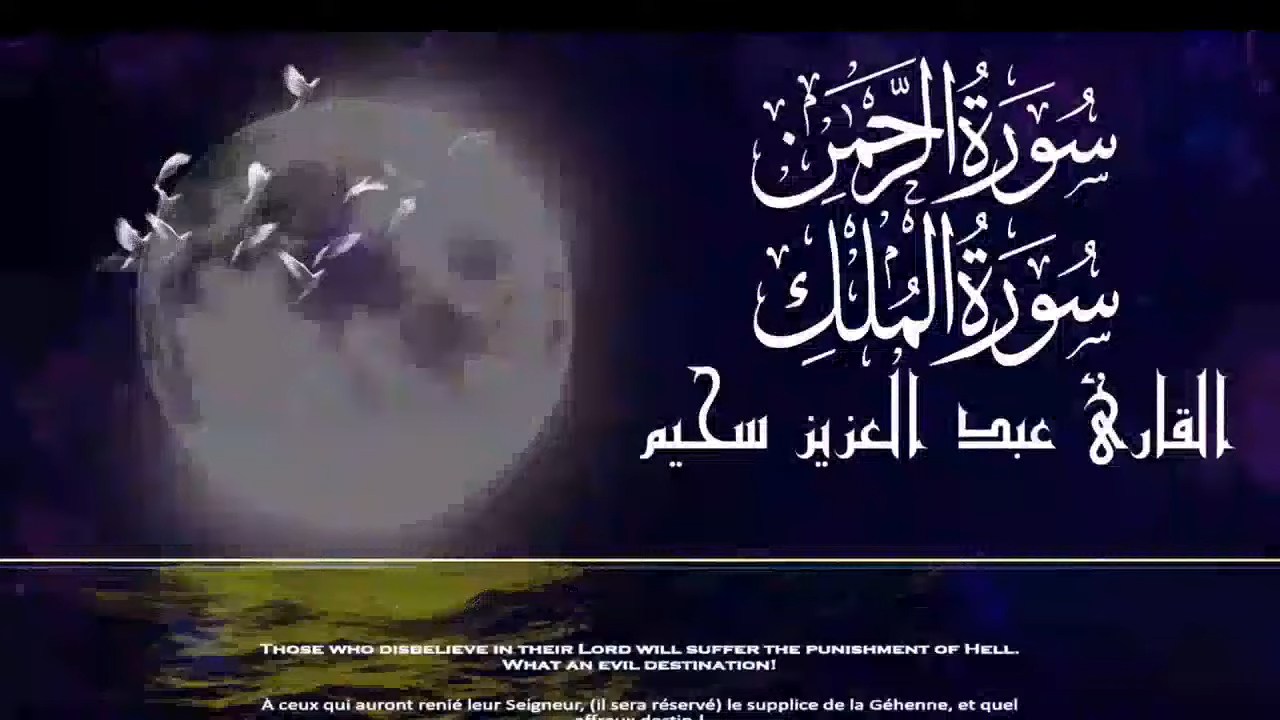 سُورَةُ الرَّحْمَٰن
سُورَةُ المُلْكِ
القارئ عبد العزيز سحيم
THOSE WHO DISBELIEVE IN THEIR LORD WILL SUFFER THE PUNISHMENT OF HELL.
WHAT AN EVIL DESTINATION!
À ceux qui auront renié leur Seigneur, (il sera réservé) le supplice de la Géhenne, et quel
affreux destin !